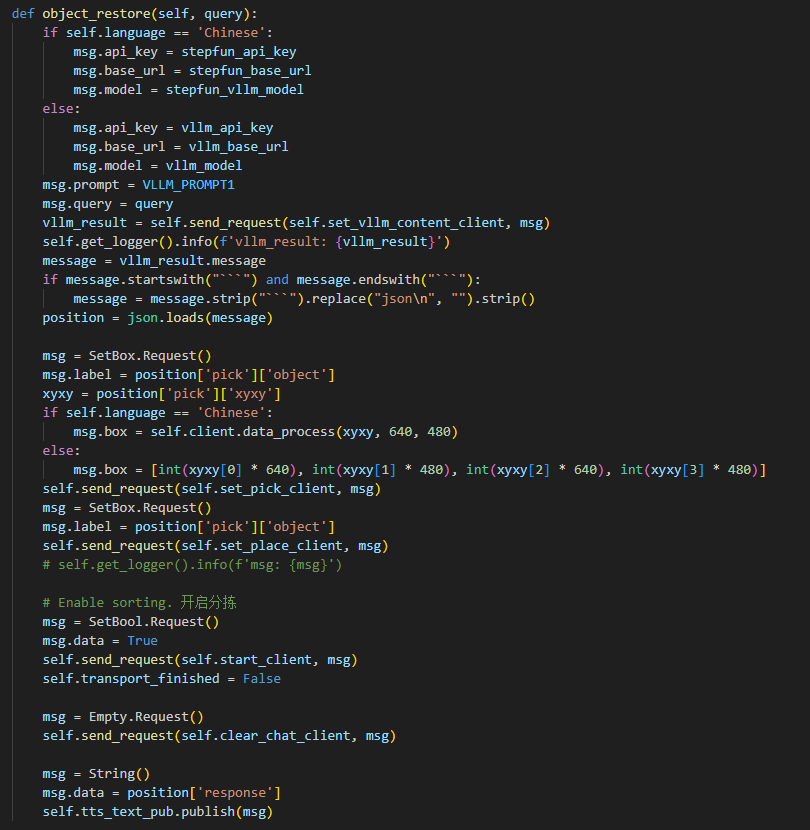 def object_restore(self, query):
    if self.language == 'Chinese':
        msg.api_key = stepfun_api_key
        msg.base_url = stepfun_base_url
        msg.model = stepfun_vllm_model
    else:
        msg.api_key = vllm_api_key
        msg.base_url = vllm_base_url
        msg.model = vllm_model
    msg.prompt = VLLM_PROMPT1
    msg.query = query
    vllm_result = self.send_request(self.set_vllm_content_client, msg)
    self.get_logger().info(f'vllm_result: {vllm_result}')
    message = vllm_result.message
    if message.startswith("```") and message.endswith("```"):
        message = message.strip("```").replace("json\n", "").strip()
    position = json.loads(message)

    msg = SetBox.Request()
    msg.label = position['pick']['object']
    xyxy = position['pick']['xyxy']
    if self.language == 'Chinese':
        msg.box = self.client.data_process(xyxy, 640, 480)
    else:
        msg.box = [int(xyxy[0] * 640), int(xyxy[1] * 480), int(xyxy[2] * 640), int(xyxy[3] * 480)]
    self.send_request(self.set_pick_client, msg)
    msg = SetBox.Request()
    msg.label = position['pick']['object']
    self.send_request(self.set_place_client, msg)
    # self.get_logger().info(f'msg: {msg}')

    # Enable sorting. 开启分拣
    msg = SetBool.Request()
    msg.data = True
    self.send_request(self.start_client, msg)
    self.transport_finished = False

    msg = Empty.Request()
    self.send_request(self.clear_chat_client, msg)

    msg = String()
    msg.data = position['response']
    self.tts_text_pub.publish(msg)